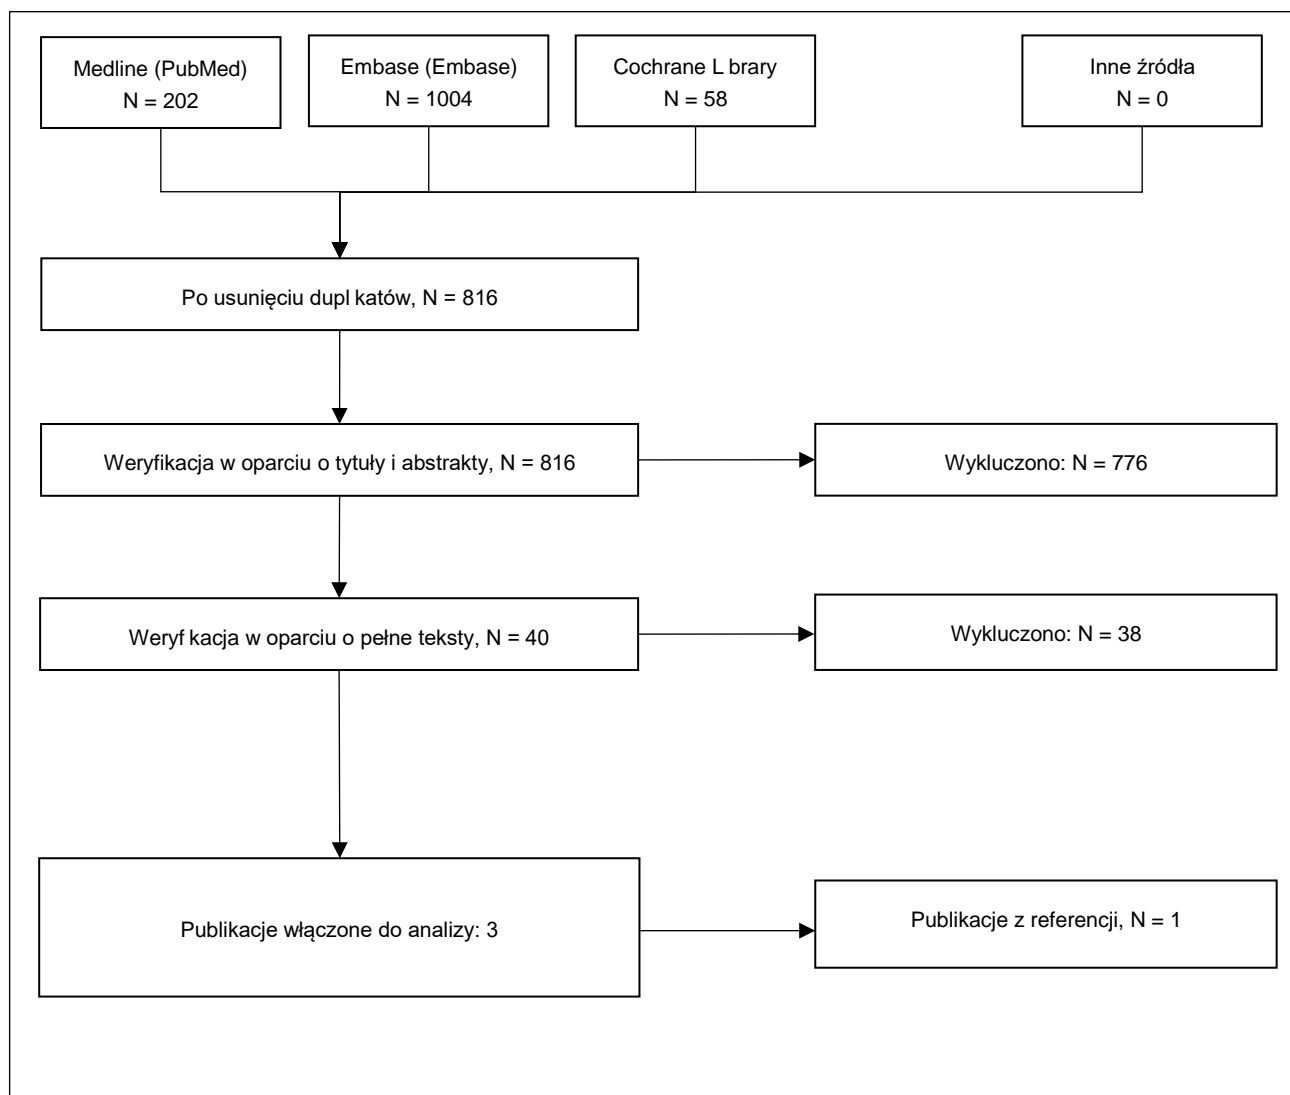 Medline (PubMed)
N = 202
Embase (Embase)
N = 1004
Cochrane L brary
N = 58
Inne źródła
N = 0
Po usunięciu dupl katów, N = 816
Weryfikacja w oparciu o tytuły i abstrakty, N = 816
Wykluczono: N = 776
Weryf kacja w oparciu o pełne teksty, N = 40
Wykluczono: N = 38
Publikacje włączone do analizy: 3
Publikacje z referencji, N = 1